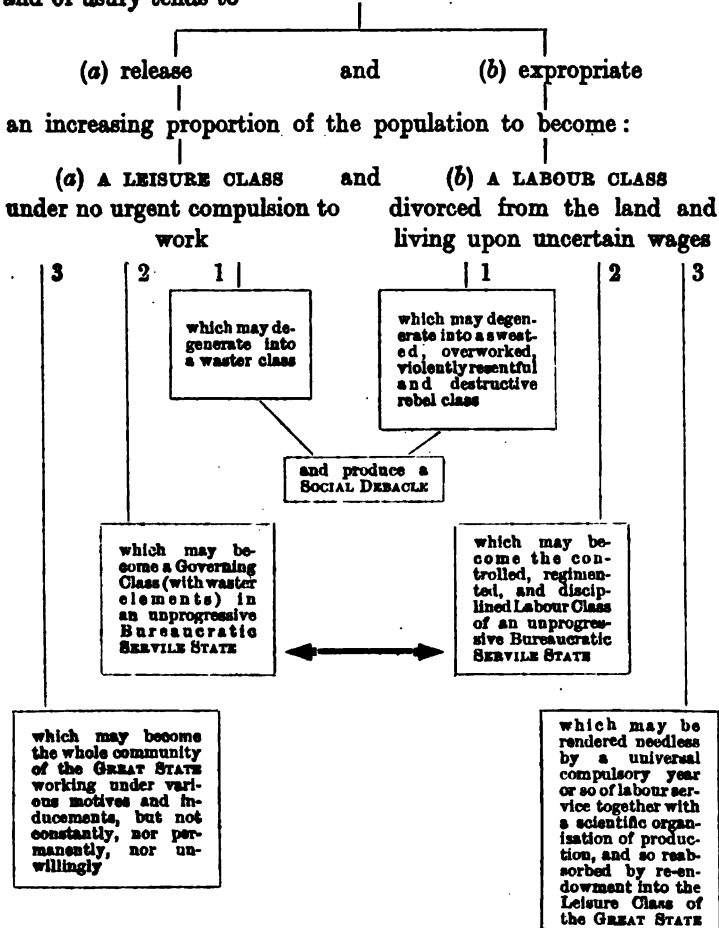 and of usury tends to
(a) release and (b) expropriate
an increasing proportion of the population to become :
(a) A LEISURE CLASS and (b) A LABOUR CLASS
under no urgent compulsion to
work
divorced from the land and
living upon uncertain wages
3 2 1 1 2 3
which may de-
generate into
a waster class
which may degen-
erate into a sweat-
ed, overworked,
violently resentful
and destructive
rebel class
and produce a
SOCIAL DEBACLE
which may be-
come a Governing
Class (with waster
elements) in
an unprogressive
Bureaucratic
SERVILE STATE
which may be-
come the con-
trolled, regimen-
ted, and discip-
lined Labour Class
of an unprogres-
sive Bureaucratic
SERVILE STATE
which may become
the whole community
of the GREAT STATE
working under vari-
ous motives and in-
ducements, but not
constantly, nor per-
manently, nor un-
willingly
which may be
rendered needless
by a universal
compulsory year
or so of labour ser-
vice together with
a scientific organ-
isation of produc-
tion, and so reab-
sorbed by re-en-
dowment into the
Leisure Class of
the GREAT STATE